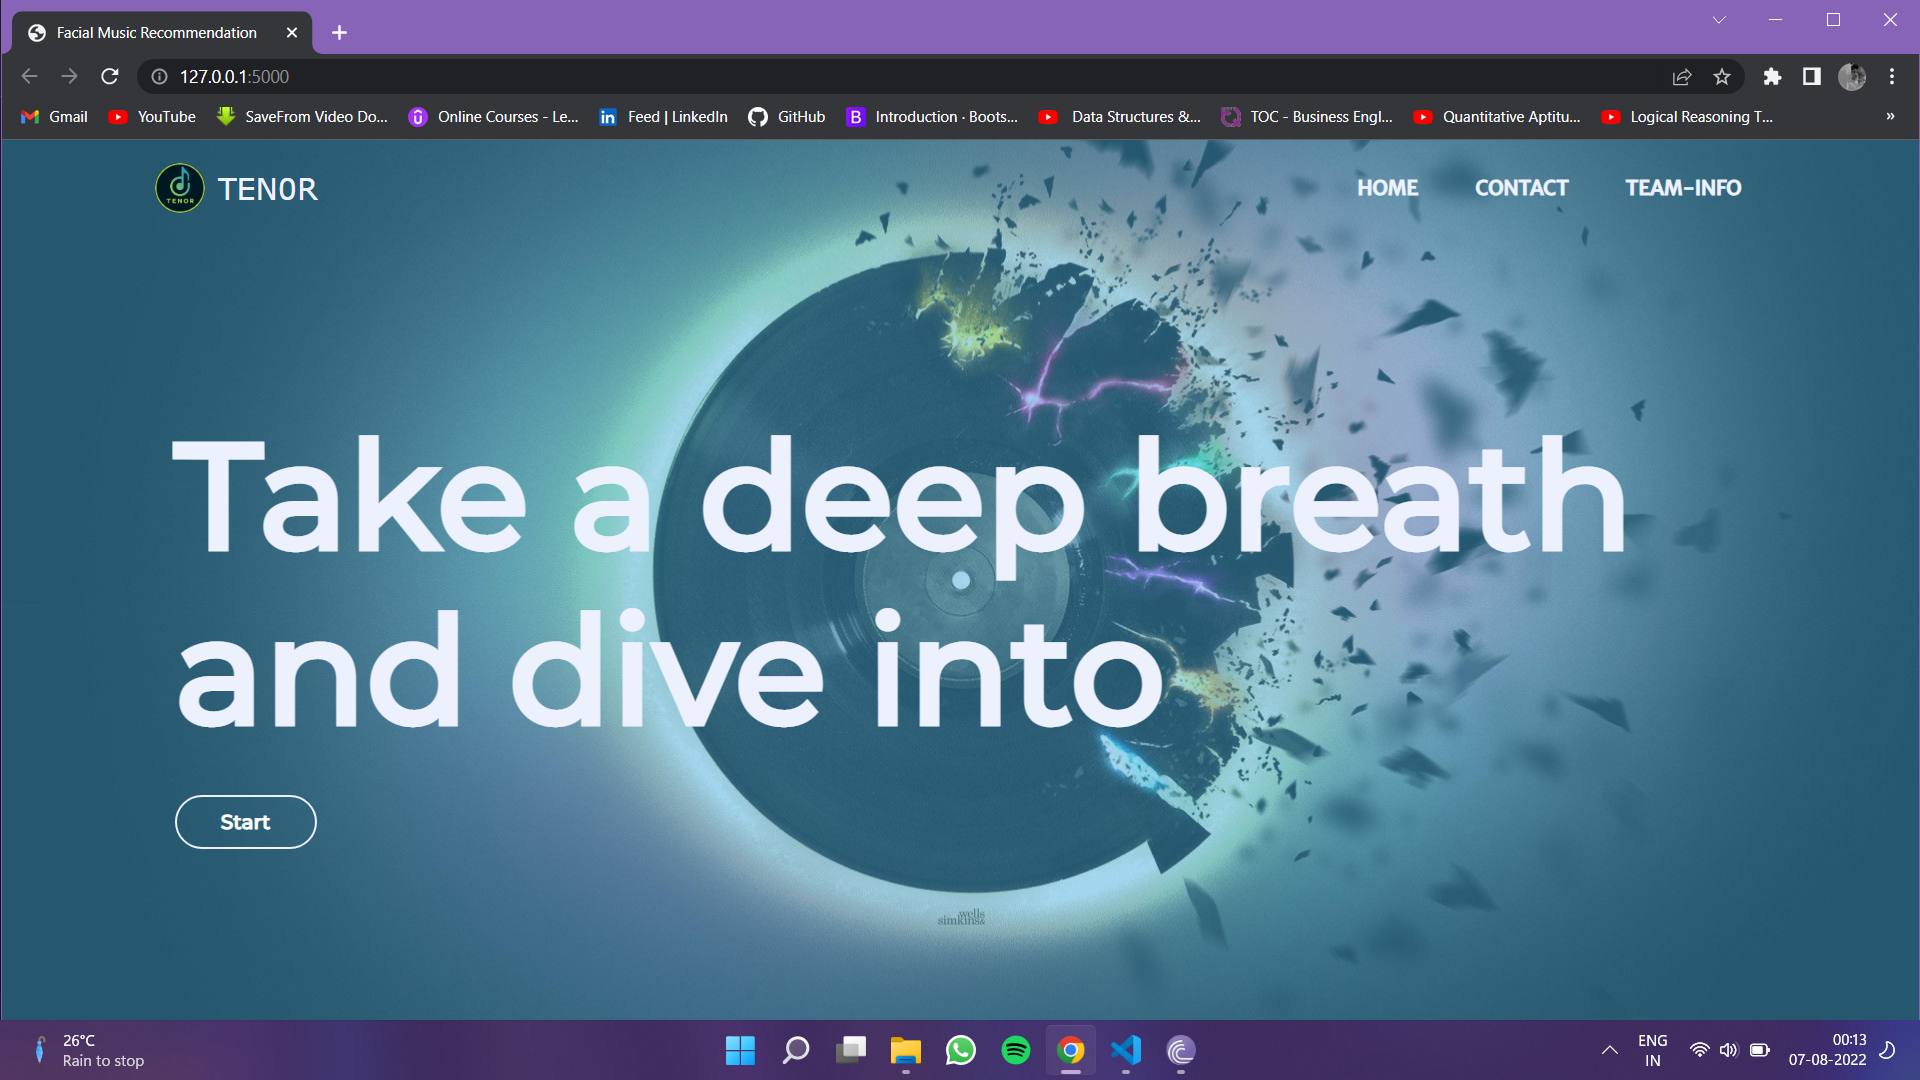 Facial Music Recommendation
127.0.0.1:5000
Gmail
YouTube
SaveFrom Video Do...
Online Courses - Le...
Feed | LinkedIn
GitHub
Introduction · Boots...
Data Structures &...
TOC - Business Engl...
Quantitative Aptitu...
Logical Reasoning T...
»
TENOR
TENOR
HOME
CONTACT
TEAM-INFO
Take a deep breath
and dive into
Start
wells
simkins&
26°C
Rain to stop
ENG
IN
00:13
07-08-2022